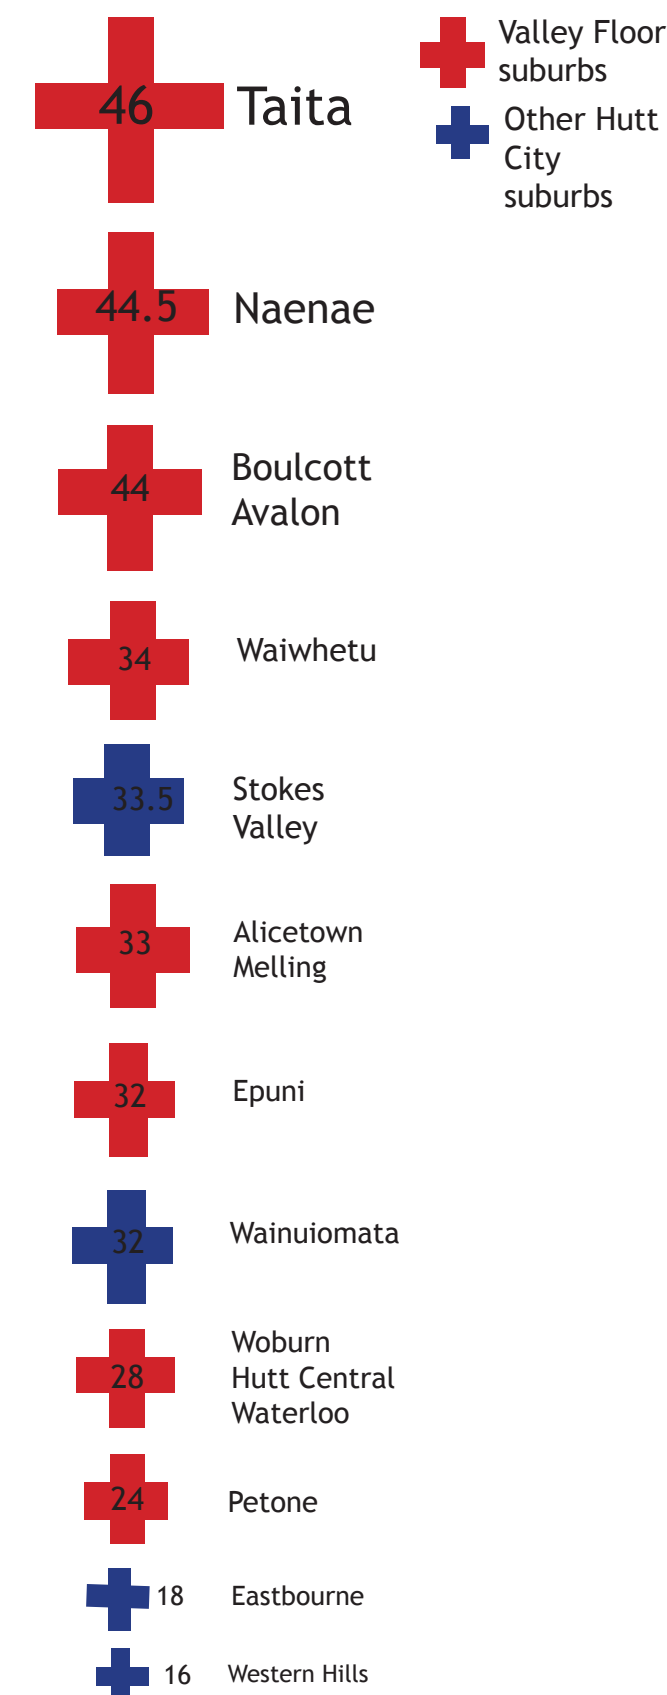 Valley Floor
suburbs
Other Hutt
City
suburbs
46 Taita
44.5 Naenae
44 Boulcott
Avalon
34 Waiwhetu
33.5 Stokes
Valley
33 Alicetown
Melling
32 Epuni
32 Wainuiomata
28 Woburn
Hutt Central
Waterloo
24 Petone
18 Eastbourne
16 Western Hills